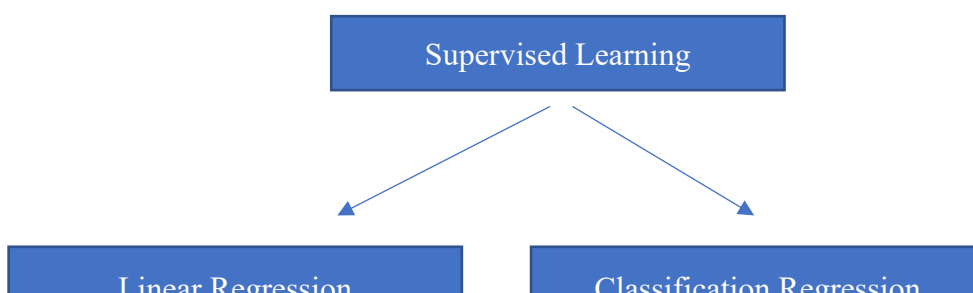 Supervised Learning
Linear Regression
Classification Regression